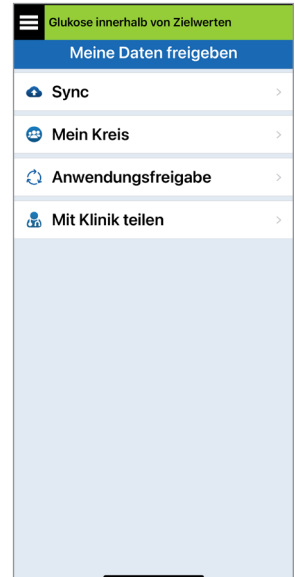 Glukose innerhalb von Zielwerten
Meine Daten freigeben
Sync
Mein Kreis
Anwendungsfreigabe
Mit Klinik teilen